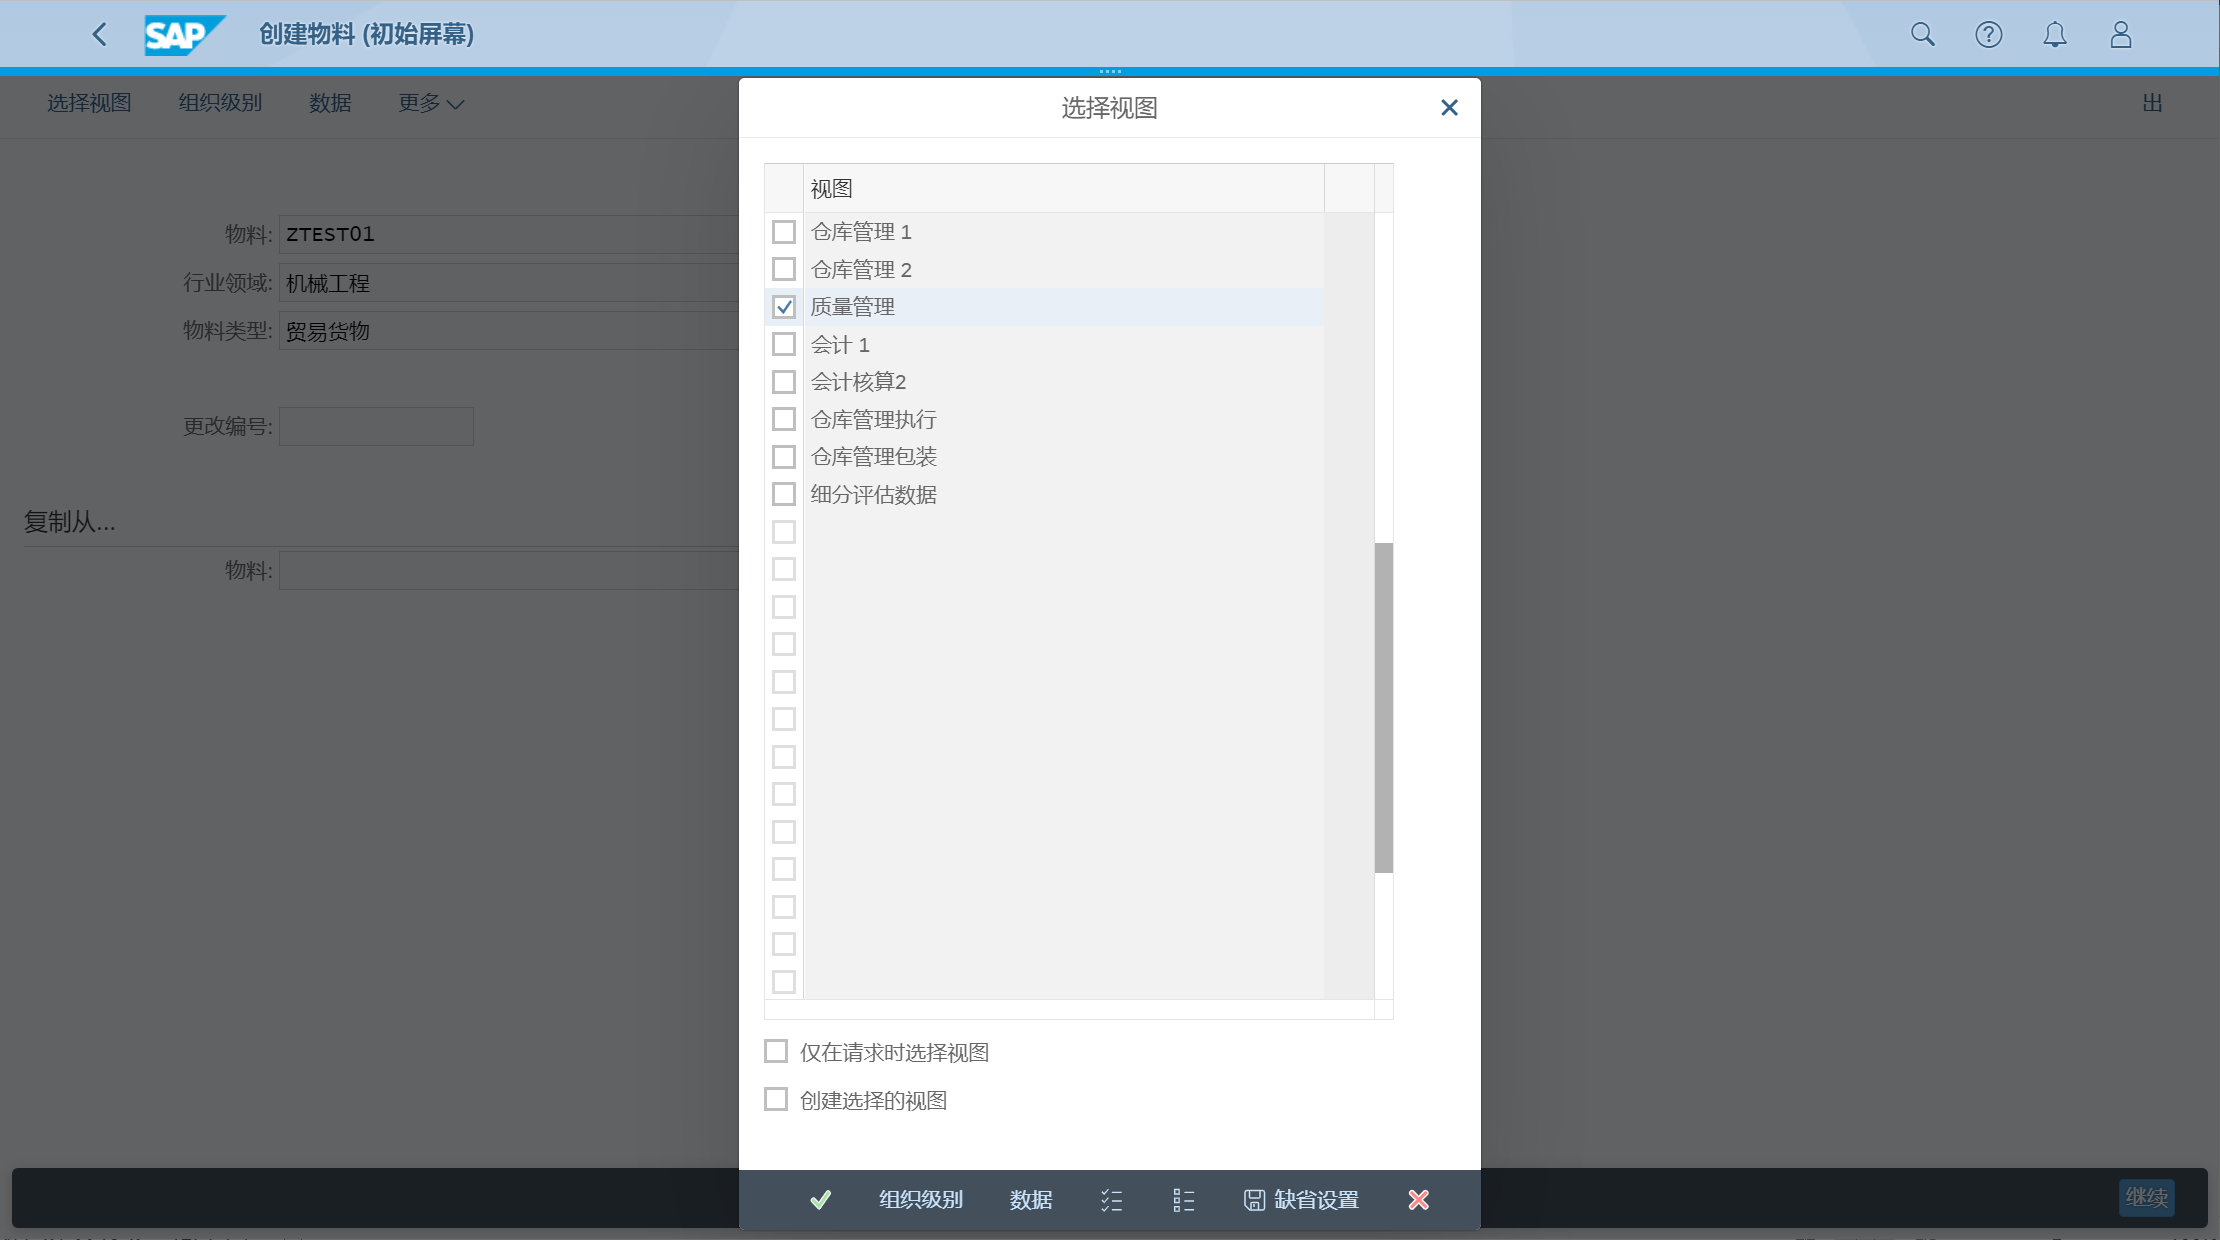 SAP 创建物料 (初始屏幕)
选择视图 组织级别 数据 更多 出
物料: ZTEST01
行业领域: 机械工程
物料类型: 贸易货物
更改编号:
复制从...
物料:
选择视图
视图
仓库管理 1
仓库管理 2
质量管理
会计 1
会计核算2
仓库管理执行
仓库管理包装
细分评估数据
仅在请求时选择视图
创建选择的视图
组织级别 数据 缺省设置
继续